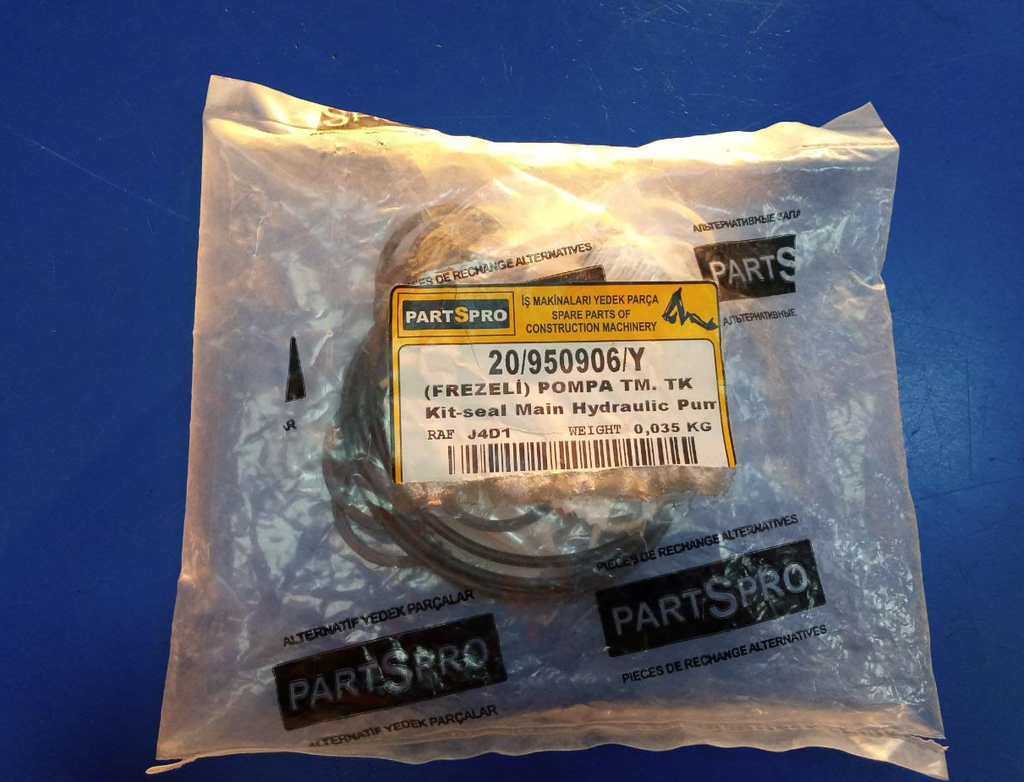 АЛЬТЕРНАТИВНЫЕ ЗАПА
PARTS
АЛЬТЕРНАТИВНЫЕ
DE RECHANGE ALTERNATIVES
PARTSPRO
İŞ MAKİNALARI YEDEK PARÇA
SPARE PARTS OF
CONSTRUCTION MACHINERY
20/950906/Y
(FREZELİ) POMPA TM. TK
Kit-seal Main Hydraulic Pum
RAF J4D1 WEIGHT 0,035 KG
PIECES DE RECHANGE ALTERNATIVES
PARTSPRO
PIECES DE RECHANGE ALTERNATIVES
ALTERNATIF YEDEK PARÇALAR
PARTSPRO
ALTERNATIF YEDEK PARÇALAR